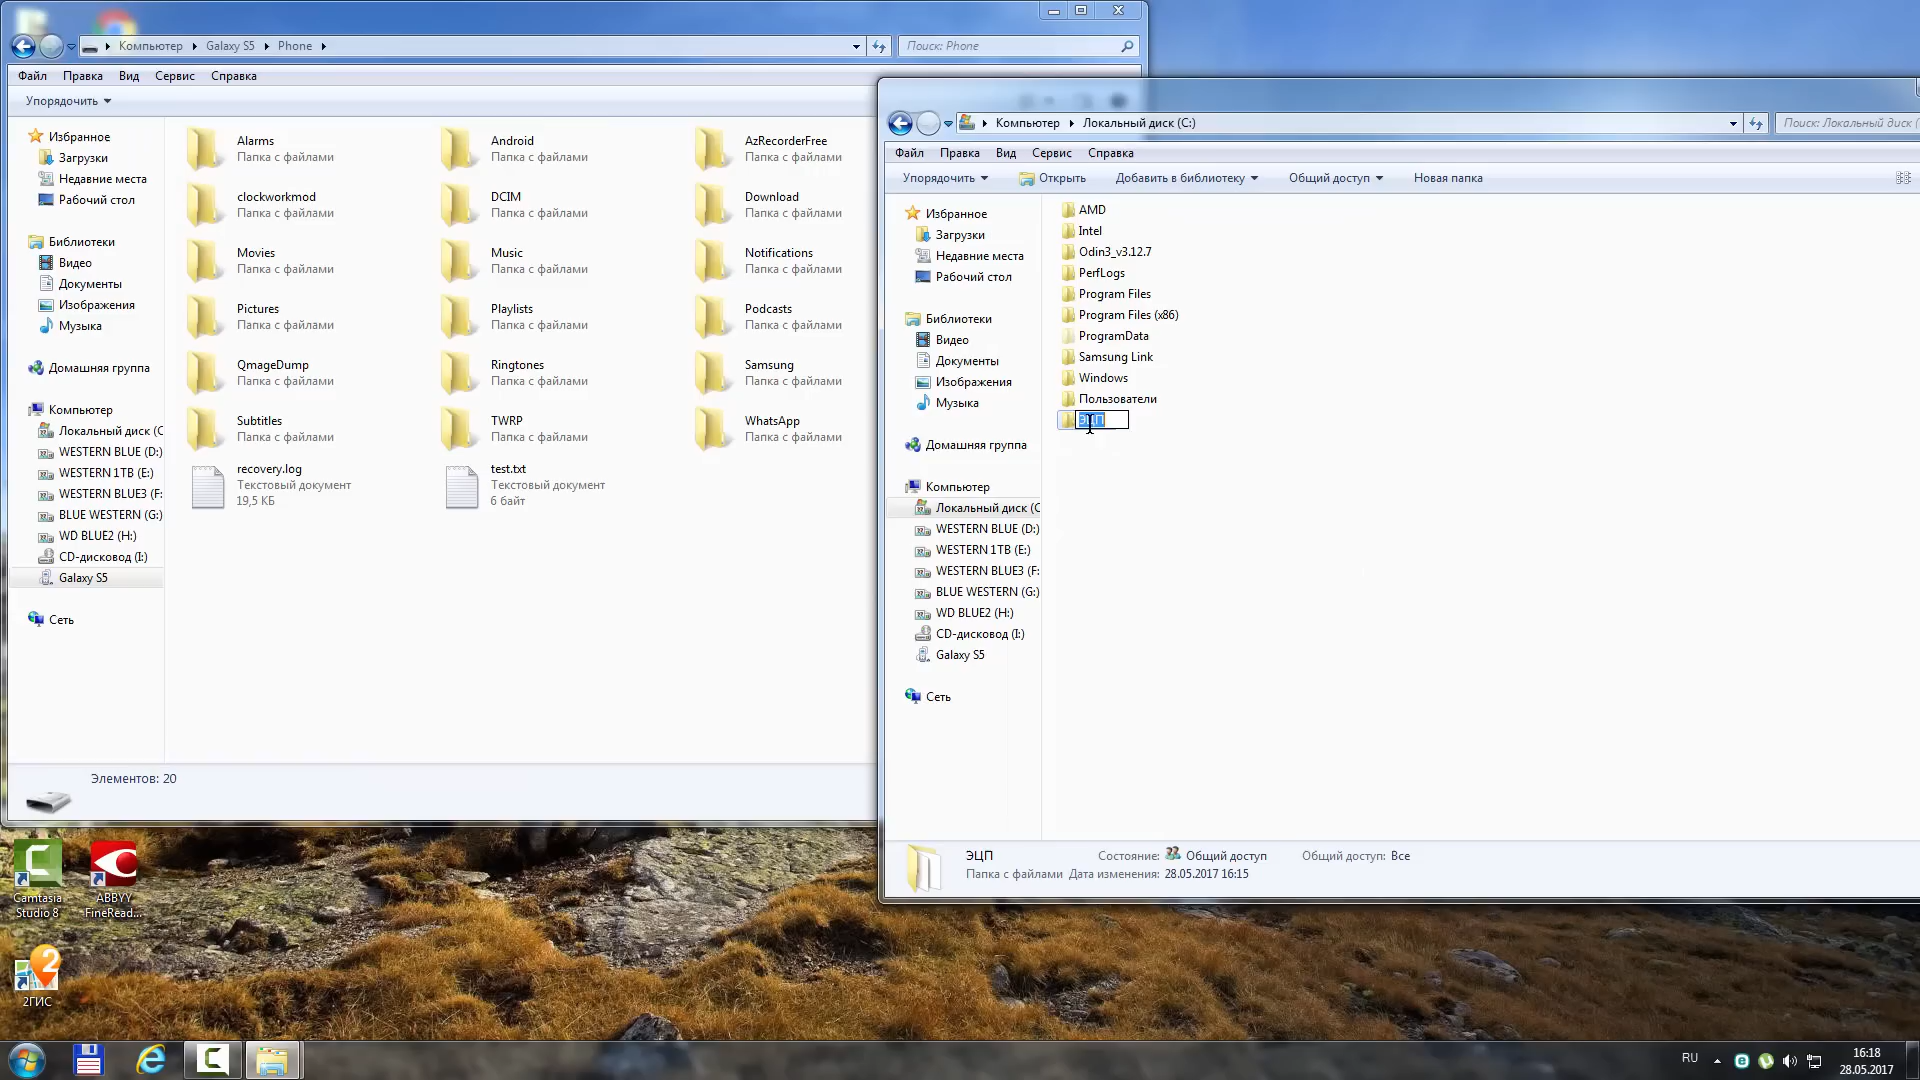 Компьютер Galaxy S5 Phone
Поиск: Phone
Файл Правка Вид Сервис Справка
Упорядочить
Избранное
Загрузки
Недавние места
Рабочий стол
Библиотеки
Видео
Документы
Изображения
Музыка
Домашняя группа
Компьютер
Локальный диск (С
WESTERN BLUE (D:)
WESTERN 1TB (E:)
WESTERN BLUE3 (F:
BLUE WESTERN (G:)
WD BLUE2 (H:)
CD-дисковод (I:)
Galaxy S5
Сеть
Alarms
Папка с файлами
Android
Папка с файлами
AzRecorderFree
Папка с файлами
clockworkmod
Папка с файлами
DCIM
Папка с файлами
Download
Папка с файлами
Movies
Папка с файлами
Music
Папка с файлами
Notifications
Папка с файлами
Pictures
Папка с файлами
Playlists
Папка с файлами
Podcasts
Папка с файлами
QmageDump
Папка с файлами
Ringtones
Папка с файлами
Samsung
Папка с файлами
Subtitles
Папка с файлами
TWRP
Папка с файлами
WhatsApp
Папка с файлами
recovery.log
Текстовый документ
19,5 КБ
test.txt
Текстовый документ
6 байт
Элементов: 20
Компьютер Локальный диск (C:)
Поиск: Локальный диск (
Файл Правка Вид Сервис Справка
Упорядочить Открыть Добавить в библиотеку Общий доступ Новая папка
Избранное
Загрузки
Недавние места
Рабочий стол
Библиотеки
Видео
Документы
Изображения
Музыка
Домашняя группа
Компьютер
Локальный диск (С
WESTERN BLUE (D:)
WESTERN 1TB (E:)
WESTERN BLUE3 (F:
BLUE WESTERN (G:)
WD BLUE2 (H:)
CD-дисковод (I:)
Galaxy S5
Сеть
AMD
Intel
Odin3_v3.12.7
PerfLogs
Program Files
Program Files (x86)
ProgramData
Samsung Link
Windows
Пользователи
ЭЦП
ЭЦП Состояние: Общий доступ Общий доступ: Все
Папка с файлами Дата изменения: 28.05.2017 16:15
Camtasia
Studio 8
ABBYY
FineRead...
2
2ГИС
RU
16:18
28.05.2017